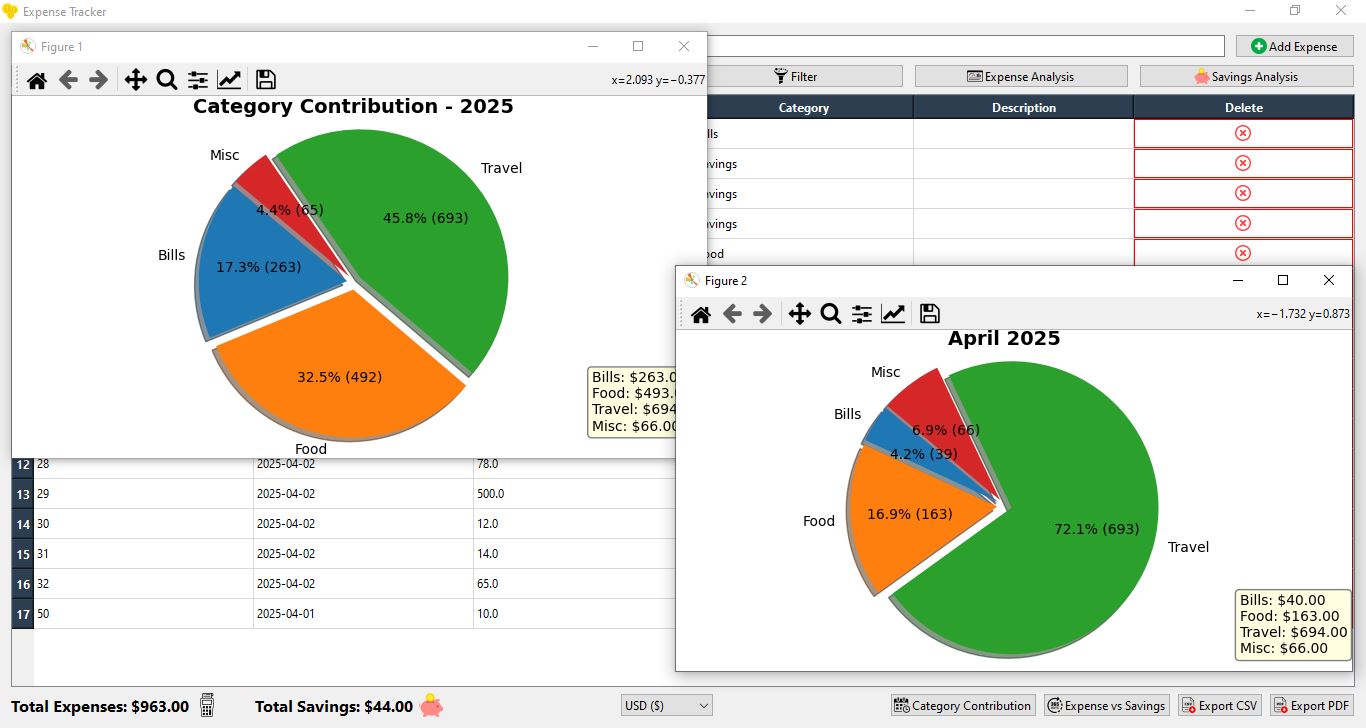 Expense Tracker
Add Expense
Filter
Expense Analysis
Savings Analysis
Category Description Delete
Figure 1
x=2.093 y=−0.377
Category Contribution - 2025
Misc
4.4% (65)
Travel
45.8% (693)
Bills
17.3% (263)
32.5% (492)
Food
Bills: $263.0
Food: $493.
Travel: $694
Misc: $66.00
lls
avings
avings
avings
ood
Figure 2
x=−1.732 y=0.873
April 2025
Misc
6.9% (66)
Bills
4.2% (39)
Food
16.9% (163)
72.1% (693)
Travel
Bills: $40.00
Food: $163.00
Travel: $694.00
Misc: $66.00
12 28 2025-04-02 78.0
13 29 2025-04-02 500.0
14 30 2025-04-02 12.0
15 31 2025-04-02 14.0
16 32 2025-04-02 65.0
17 50 2025-04-01 10.0
Total Expenses: $963.00
Total Savings: $44.00
USD ($)
Category Contribution
Expense vs Savings
Export CSV
Export PDF